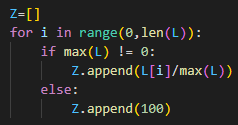 Z=[]
for i in range(0,len(L)):
    if max(L) != 0:
        Z.append(L[i]/max(L))
    else:
        Z.append(100)